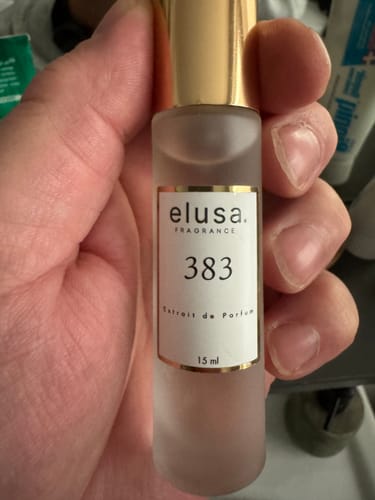 elusa.
FRAGRANCE
383
Extrait de Parfum
15 ml